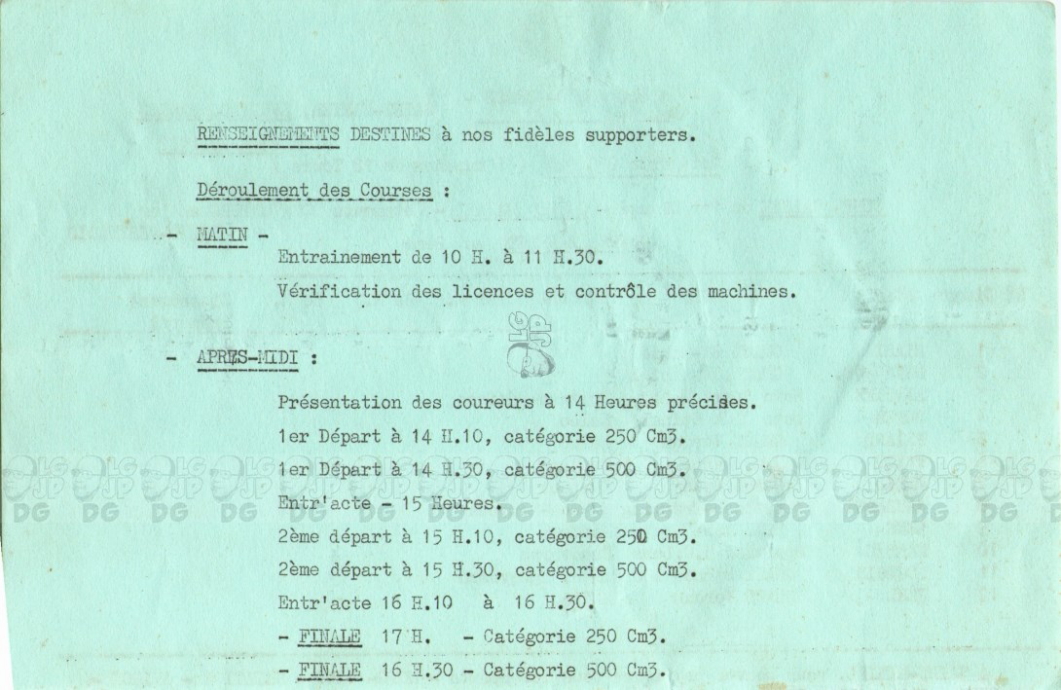 RENSEIGNEMENTS DESTINES à nos fidèles supporters.
Déroulement des Courses :
- MATIN -
Entrainement de 10 H. à 11 H.30.
Vérification des licences et contrôle des machines.
- APRES-MIDI :
Présentation des coureurs à 14 Heures précises.
1er Départ à 14 H.10, catégorie 250 Cm3.
1er Départ à 14 H.30, catégorie 500 Cm3.
Entr'acte - 15 Heures.
2ème départ à 15 H.10, catégorie 250 Cm3.
2ème départ à 15 H.30, catégorie 500 Cm3.
Entr'acte 16 H.10 à 16 H.30.
- FINALE 17 H. - Catégorie 250 Cm3.
- FINALE 16 H.30 - Catégorie 500 Cm3.